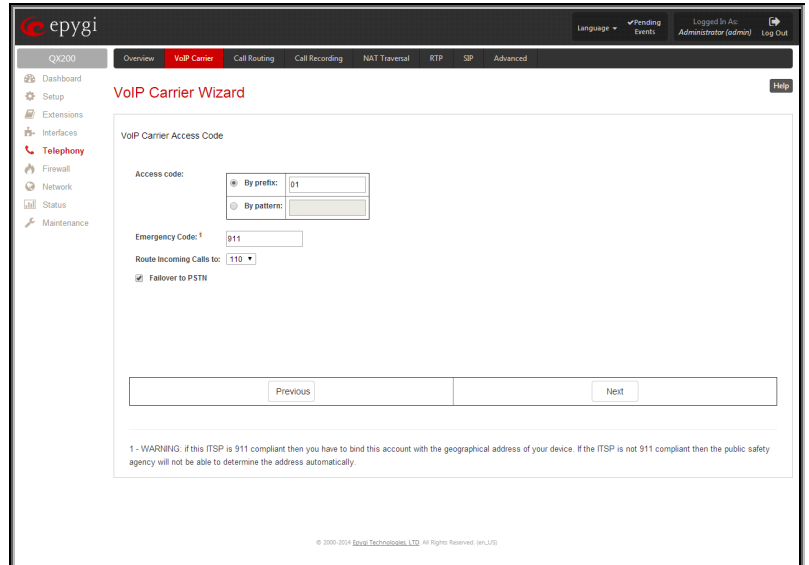 epygi
Language
Pending Events
Logged In As:
Administrator (admin)
Log Out
QX200
Overview VoIP Carrier Call Routing Call Recording NAT Traversal RTP SIP Advanced
Dashboard
Setup
Extensions
Interfaces
Telephony
Firewall
Network
Status
Maintenance
VoIP Carrier Wizard
Help
VoIP Carrier Access Code
Access code:
By prefix: 01
By pattern:
Emergency Code: 1 911
Route Incoming Calls to: 110
Failover to PSTN
Previous
Next
1 - WARNING: if this ITSP is 911 compliant then you have to bind this account with the geographical address of your device. If the ITSP is not 911 compliant then the public safety
agency will not be able to determine the address automatically.
© 2000-2014 Epygi Technologies, LTD. All Rights Reserved. (en_US)